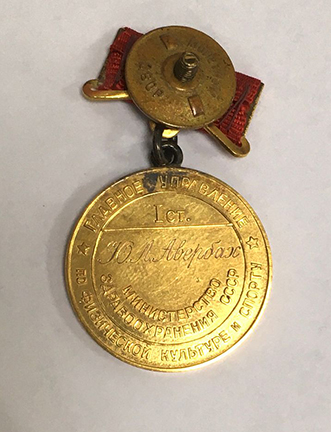 ГЛАВНОЕ УПРАВЛЕНИЕ
1 ст.
Ю.Л.Авербах
МИНИСТЕРСТВО
ЗДРАВООХРАНЕНИЯ СССР
ПО ФИЗИЧЕСКОЙ КУЛЬТУРЕ И СПОРТУ